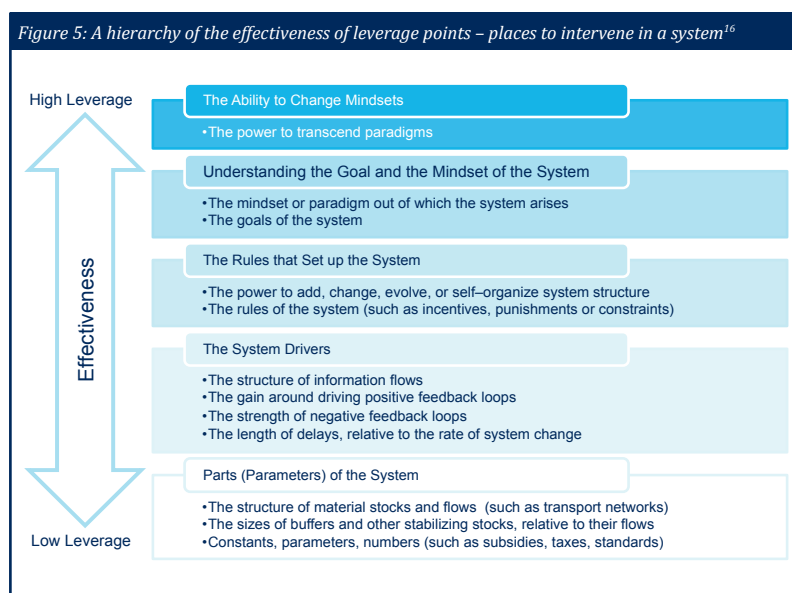 Figure 5: A hierarchy of the effectiveness of leverage points – places to intervene in a system16
High Leverage
The Ability to Change Mindsets
•The power to transcend paradigms
Understanding the Goal and the Mindset of the System
•The mindset or paradigm out of which the system arises
•The goals of the system
The Rules that Set up the System
•The power to add, change, evolve, or self–organize system structure
•The rules of the system (such as incentives, punishments or constraints)
Effectiveness
The System Drivers
•The structure of information flows
•The gain around driving positive feedback loops
•The strength of negative feedback loops
•The length of delays, relative to the rate of system change
Parts (Parameters) of the System
•The structure of material stocks and flows (such as transport networks)
•The sizes of buffers and other stabilizing stocks, relative to their flows
•Constants, parameters, numbers (such as subsidies, taxes, standards)
Low Leverage